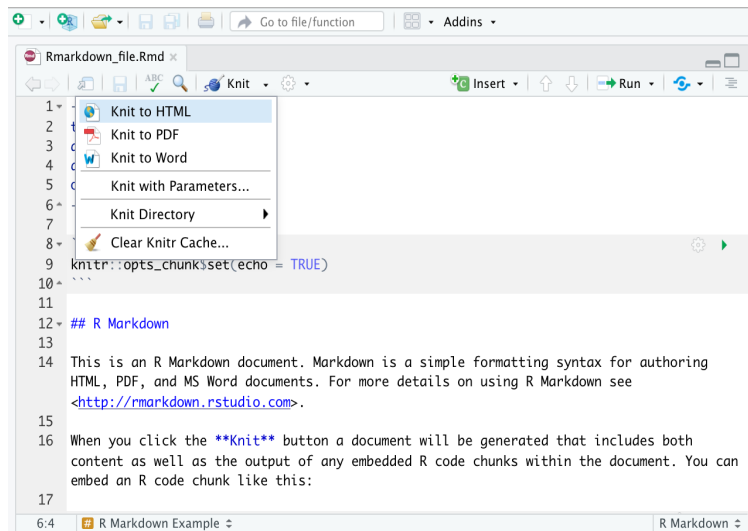 Go to file/function
Addins
Rmarkdown_file.Rmd
ABC
Knit
Insert
Run
Knit to HTML
Knit to PDF
Knit to Word
Knit with Parameters...
Knit Directory
Clear Knitr Cache...
1 -
2 t
3
4
5
6 -
7
8 `
9 knitr::opts_chunk$set(echo = TRUE)
10 ```
11
12 ## R Markdown
13
14 This is an R Markdown document. Markdown is a simple formatting syntax for authoring
HTML, PDF, and MS Word documents. For more details on using R Markdown see
<http://rmarkdown.rstudio.com>.
15
16 When you click the **Knit** button a document will be generated that includes both
content as well as the output of any embedded R code chunks within the document. You can
embed an R code chunk like this:
17
6:4 # R Markdown Example
R Markdown